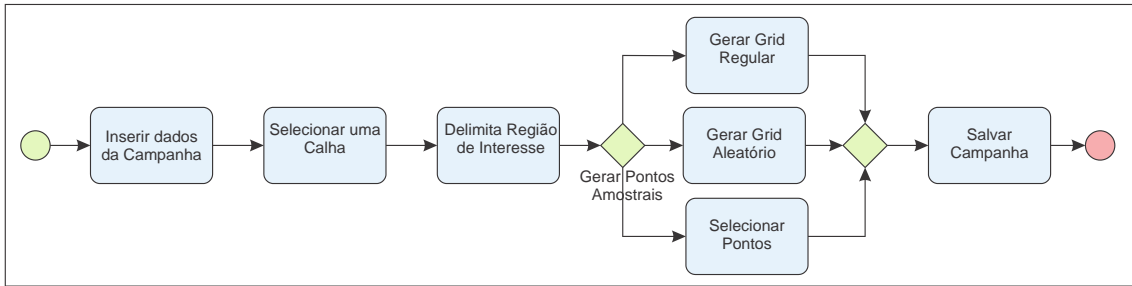 Inserir dados
da Campanha
Selecionar uma
Calha
Delimita Região
de Interesse
Gerar Pontos
Amostrais
Gerar Grid
Regular
Gerar Grid
Aleatório
Selecionar
Pontos
Salvar
Campanha